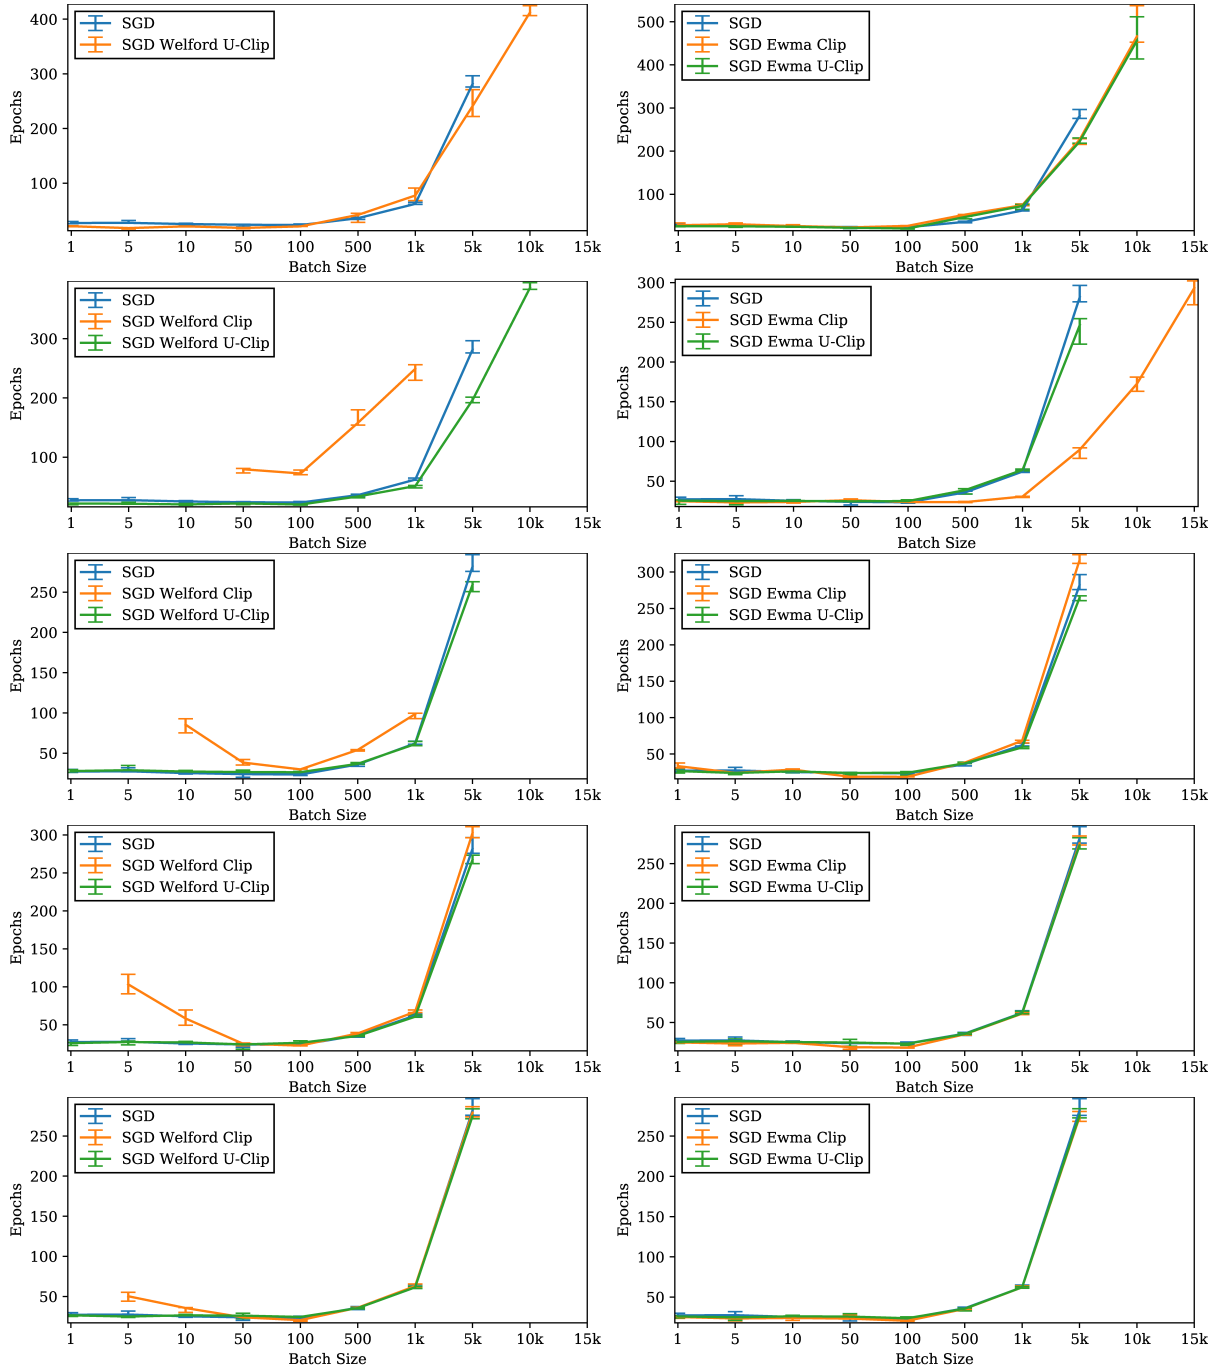 SGD
SGD Welford U-Clip
400
300
200
100
Epochs
1 5 10 50 100 500 1k 5k 10k 15k
Batch Size
SGD
SGD Ewma Clip
SGD Ewma U-Clip
500
400
300
200
100
Epochs
1 5 10 50 100 500 1k 5k 10k 15k
Batch Size
SGD
SGD Welford Clip
SGD Welford U-Clip
300
200
100
Epochs
1 5 10 50 100 500 1k 5k 10k 15k
Batch Size
SGD
SGD Ewma Clip
SGD Ewma U-Clip
300
250
200
150
100
50
Epochs
1 5 10 50 100 500 1k 5k 10k 15k
Batch Size
SGD
SGD Welford Clip
SGD Welford U-Clip
250
200
150
100
50
Epochs
1 5 10 50 100 500 1k 5k 10k 15k
Batch Size
SGD
SGD Ewma Clip
SGD Ewma U-Clip
300
250
200
150
100
50
Epochs
1 5 10 50 100 500 1k 5k 10k 15k
Batch Size
SGD
SGD Welford Clip
SGD Welford U-Clip
300
250
200
150
100
50
Epochs
1 5 10 50 100 500 1k 5k 10k 15k
Batch Size
SGD
SGD Ewma Clip
SGD Ewma U-Clip
250
200
150
100
50
Epochs
1 5 10 50 100 500 1k 5k 10k 15k
Batch Size
SGD
SGD Welford Clip
SGD Welford U-Clip
250
200
150
100
50
Epochs
1 5 10 50 100 500 1k 5k 10k 15k
Batch Size
SGD
SGD Ewma Clip
SGD Ewma U-Clip
250
200
150
100
50
Epochs
1 5 10 50 100 500 1k 5k 10k 15k
Batch Size